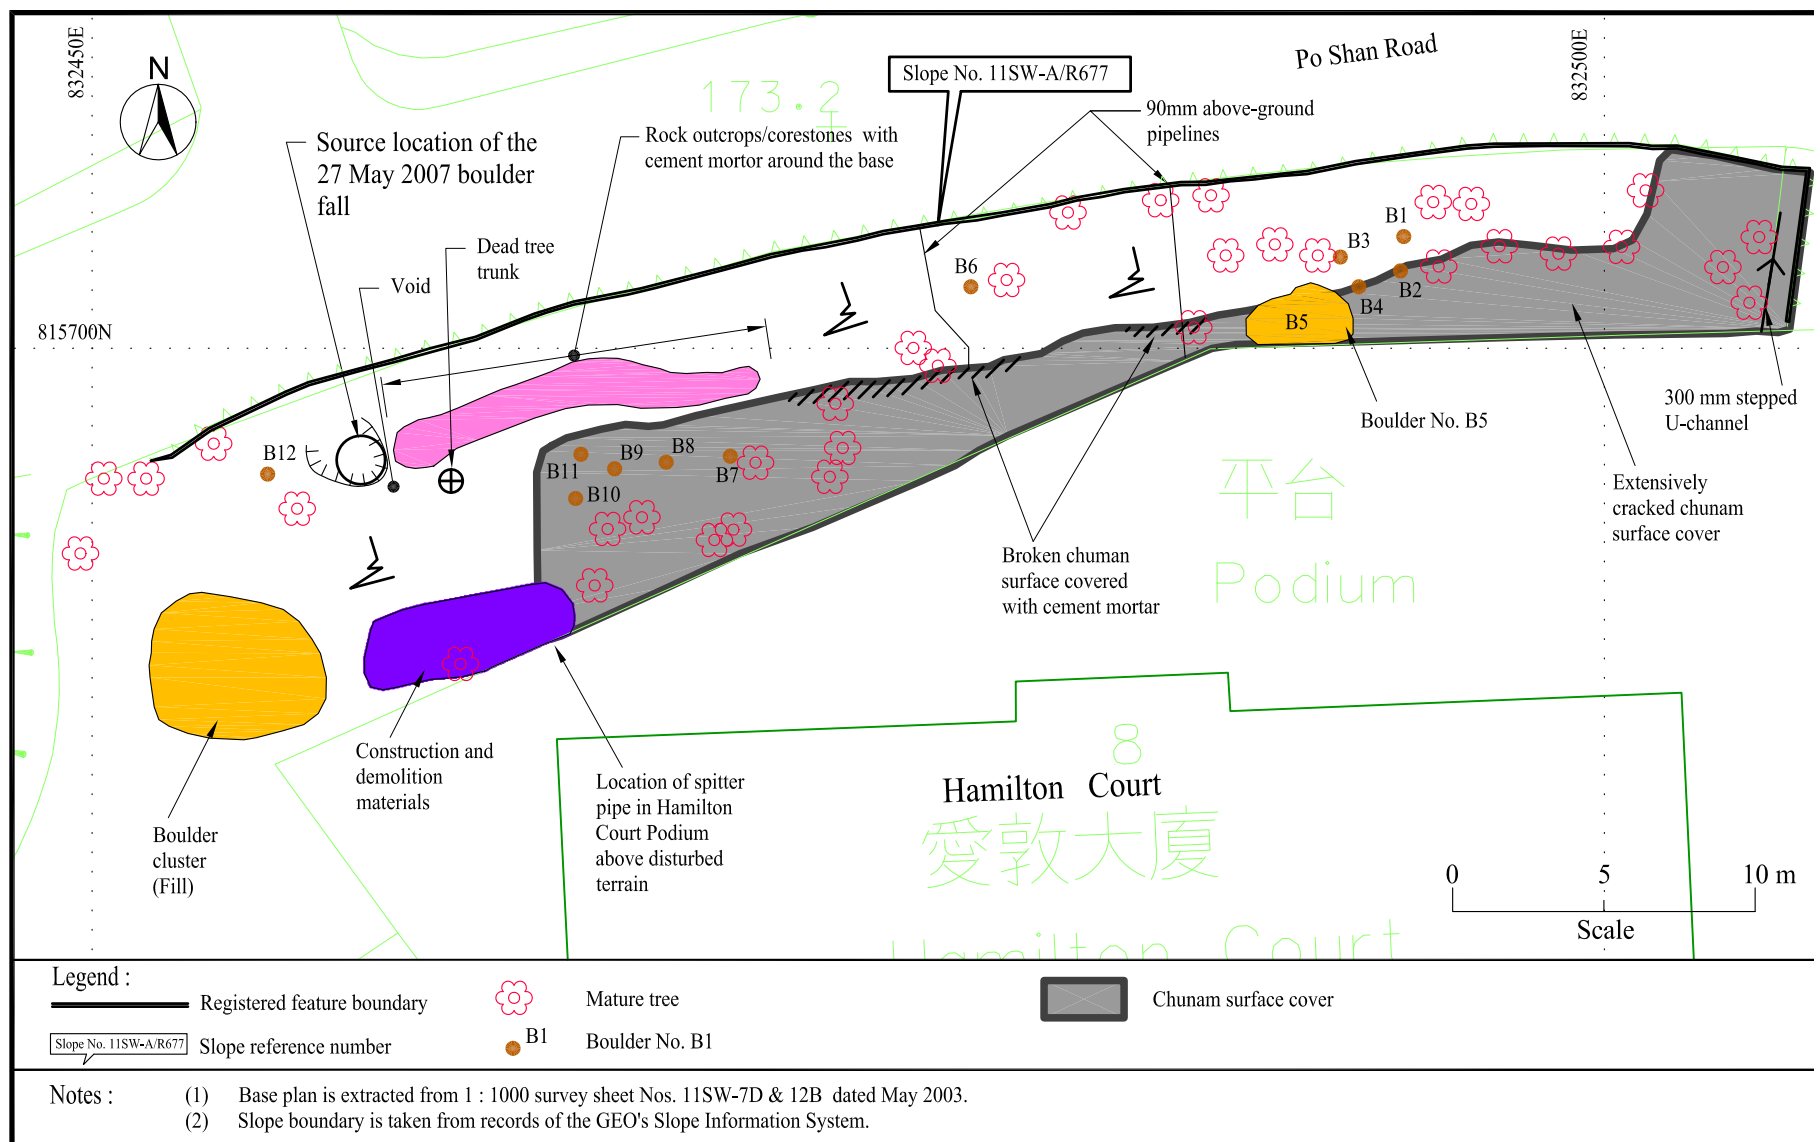 832450E
N
173.2
Slope No. 11SW-A/R677
Po Shan Road
832500E
Source location of the
27 May 2007 boulder
fall
Rock outcrops/corestones with
cement mortor around the base
90mm above-ground
pipelines
Dead tree
trunk
Void
815700N
B1
B3
B2
B4
B5
B6
B12
B11
B9
B8
B7
B10
Boulder No. B5
300 mm stepped
U-channel
Extensively
cracked chunam
surface cover
平台
Podium
Broken chuman
surface covered
with cement mortar
Construction and
demolition
materials
Location of spitter
pipe in Hamilton
Court Podium
above disturbed
terrain
Boulder
cluster
(Fill)
8
Hamilton Court
愛敦大廈
Hamilton Court
0 5 10 m
Scale
Legend :
Registered feature boundary
Mature tree
Chunam surface cover
Slope No. 11SW-A/R677
Slope reference number
B1
Boulder No. B1
Notes :
(1) Base plan is extracted from 1 : 1000 survey sheet Nos. 11SW-7D & 12B dated May 2003.
(2) Slope boundary is taken from records of the GEO's Slope Information System.